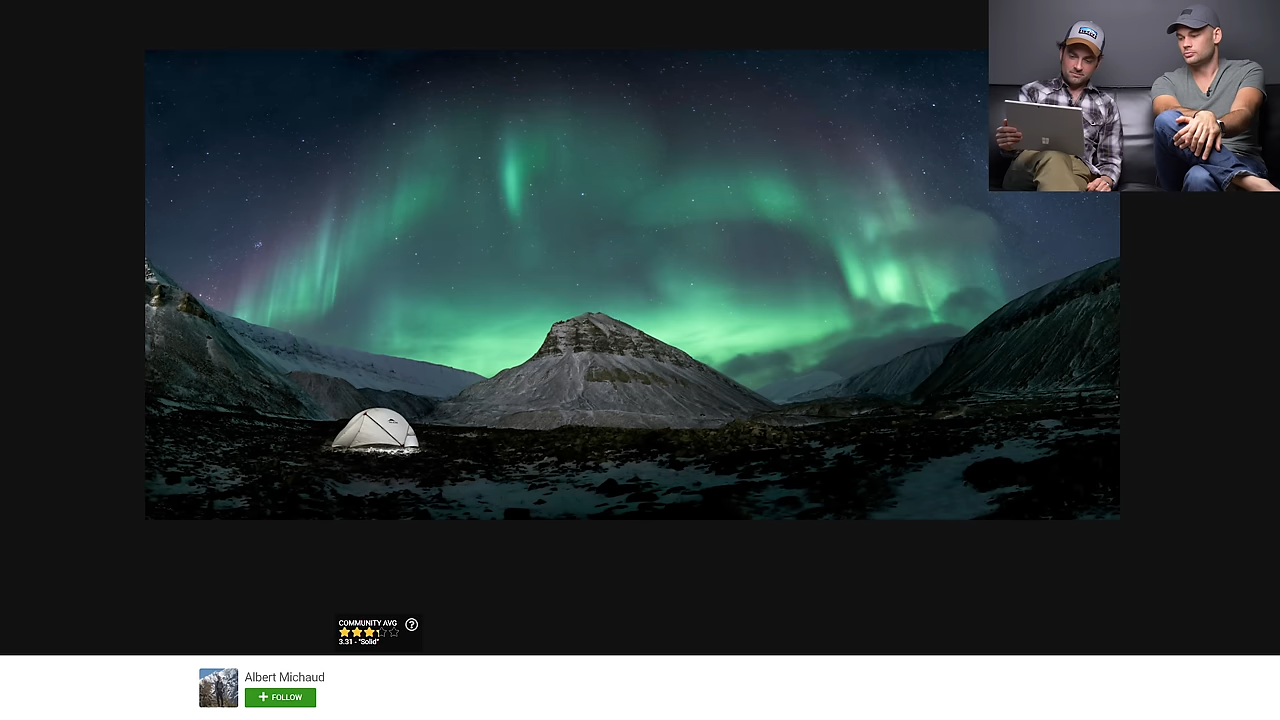 COMMUNITY AVG
?
3.31 - "Solid"
Albert Michaud
+ FOLLOW